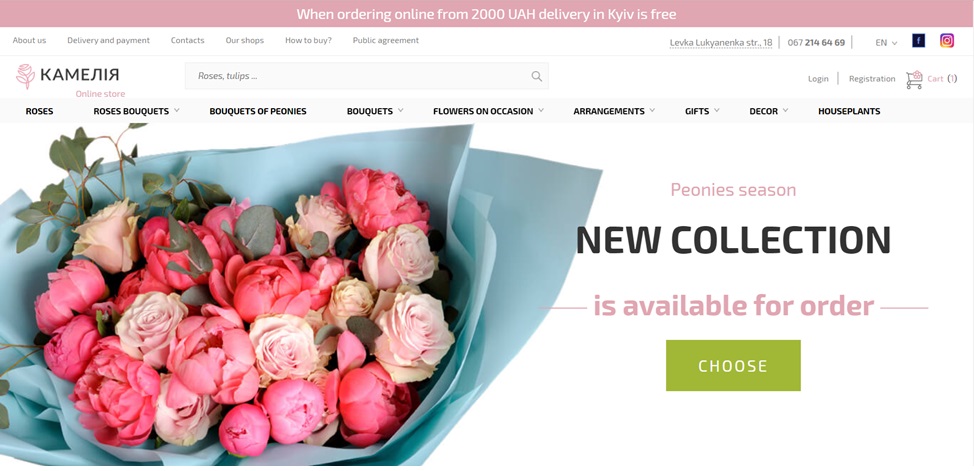 When ordering online from 2000 UAH delivery in Kyiv is free
About us Delivery and payment Contacts Our shops How to buy? Public agreement Levka Lukyanenka str., 18 067 214 64 69 EN
КАМЕЛІЯ
Online store
Roses, tulips ...
Login Registration Cart (1)
ROSES ROSES BOUQUETS BOUQUETS OF PEONIES BOUQUETS FLOWERS ON OCCASION ARRANGEMENTS GIFTS DECOR HOUSEPLANTS
Peonies season
NEW COLLECTION
is available for order
CHOOSE